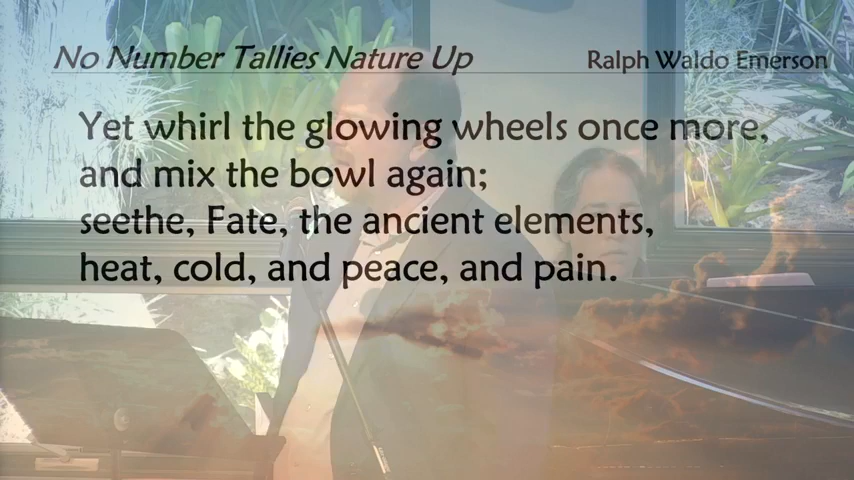 No Number Tallies Nature Up
Ralph Waldo Emerson
Yet whirl the glowing wheels once more,
and mix the bowl again;
seethe, Fate, the ancient elements,
heat, cold, and peace, and pain.